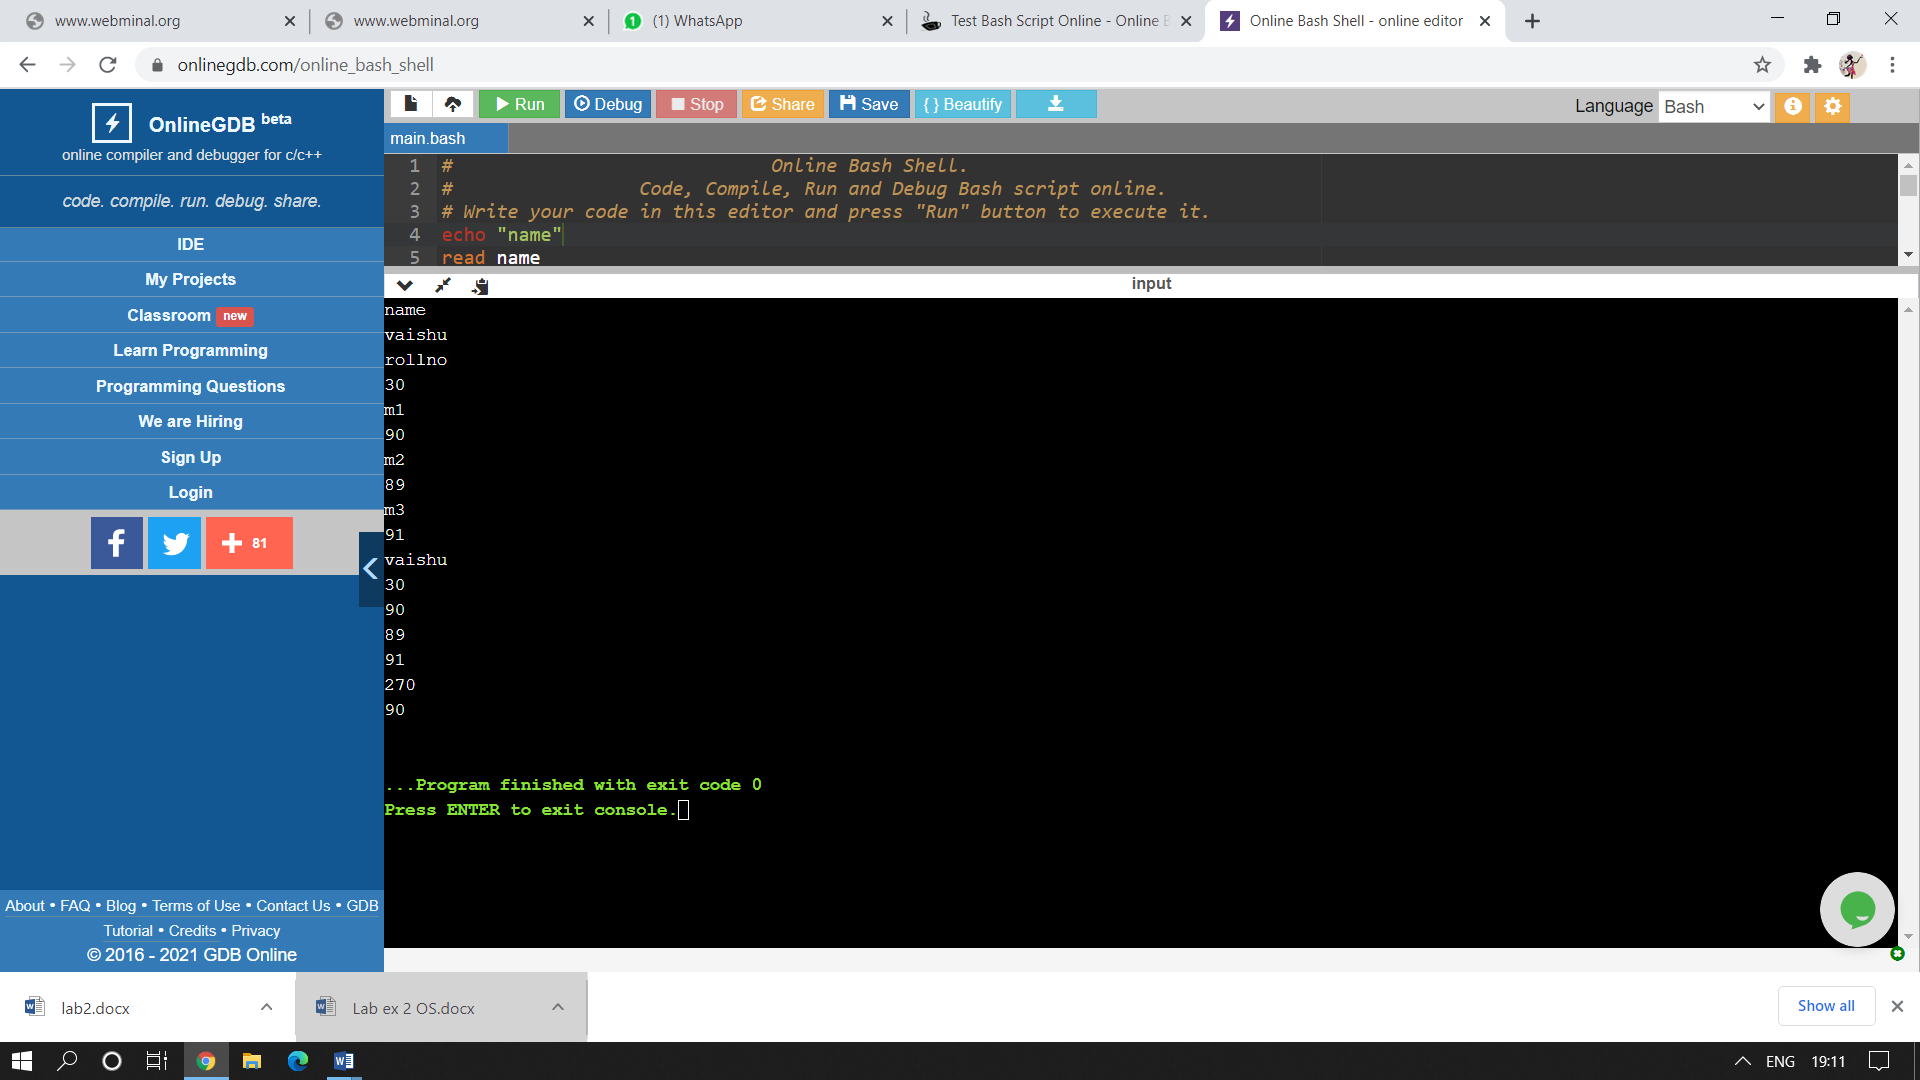 www.webminal.org
www.webminal.org
1 (1) WhatsApp
Test Bash Script Online - Online B
Online Bash Shell - online editor
onlinegdb.com/online_bash_shell
OnlineGDB beta
online compiler and debugger for c/c++
code. compile. run. debug. share.
IDE
My Projects
Classroom new
Learn Programming
Programming Questions
We are Hiring
Sign Up
Login
f
81
About • FAQ • Blog • Terms of Use • Contact Us • GDB
Tutorial • Credits • Privacy
© 2016 - 2021 GDB Online
Run Debug Stop Share Save { } Beautify
Language Bash
main.bash
1 # Online Bash Shell.
2 # Code, Compile, Run and Debug Bash script online.
3 # Write your code in this editor and press "Run" button to execute it.
4 echo "name"
5 read name
input
name
vaishu
rollno
30
m1
90
m2
89
m3
91
vaishu
30
90
89
91
270
90
...Program finished with exit code 0
Press ENTER to exit console.
lab2.docx
Lab ex 2 OS.docx
Show all
ENG 19:11